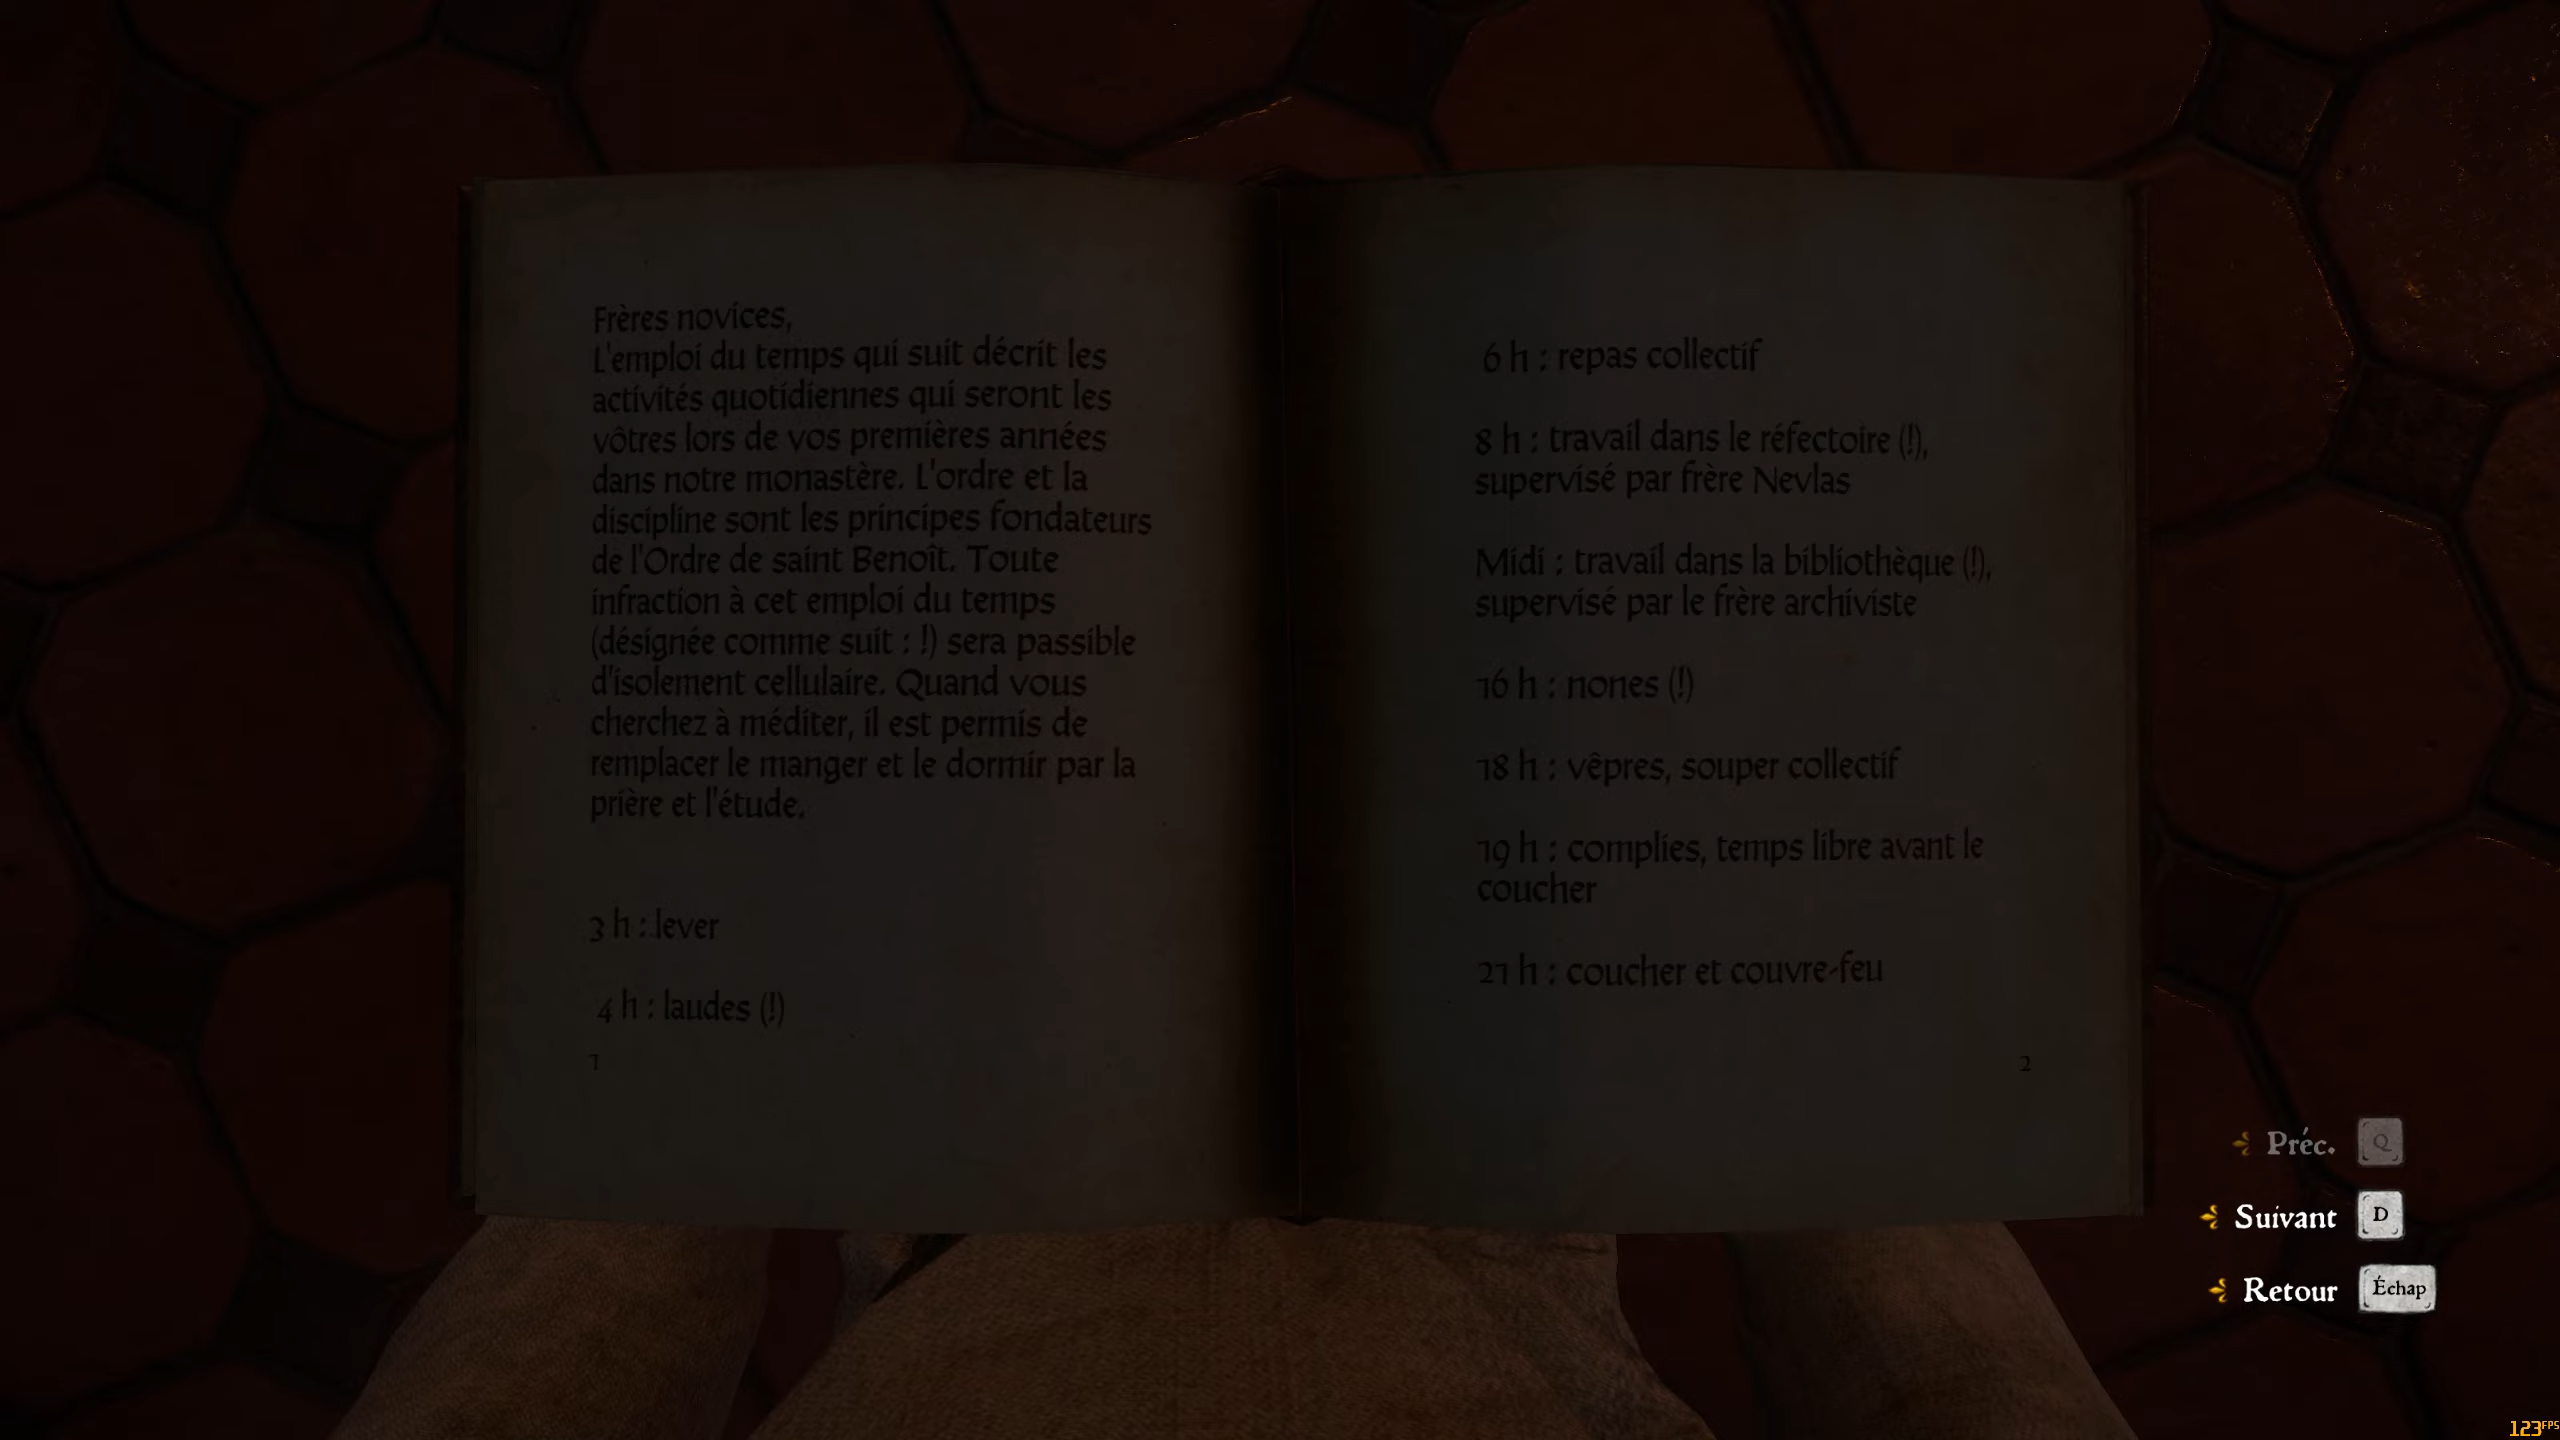 Frères novices,
L'emploi du temps qui suit décrit les
activités quotidiennes qui seront les
vôtres lors de vos premières années
dans notre monastère. L'ordre et la
discipline sont les principes fondateurs
de l'Ordre de saint Benoît. Toute
infraction à cet emploi du temps
(désignée comme suit : !) sera passible
d'isolement cellulaire. Quand vous
cherchez à méditer, il est permis de
remplacer le manger et le dormir par la
prière et l'étude.
3 h : lever
4 h : laudes (!)
1
6 h : repas collectif
8 h : travail dans le réfectoire (!),
supervisé par frère Nevlas
Midi : travail dans la bibliothèque (!),
supervisé par le frère archiviste
16 h : nones (!)
18 h : vêpres, souper collectif
19 h : complies, temps libre avant le
coucher
21 h : coucher et couvre-feu
2
Préc. Q
Suivant D
Retour Échap
123 FPS